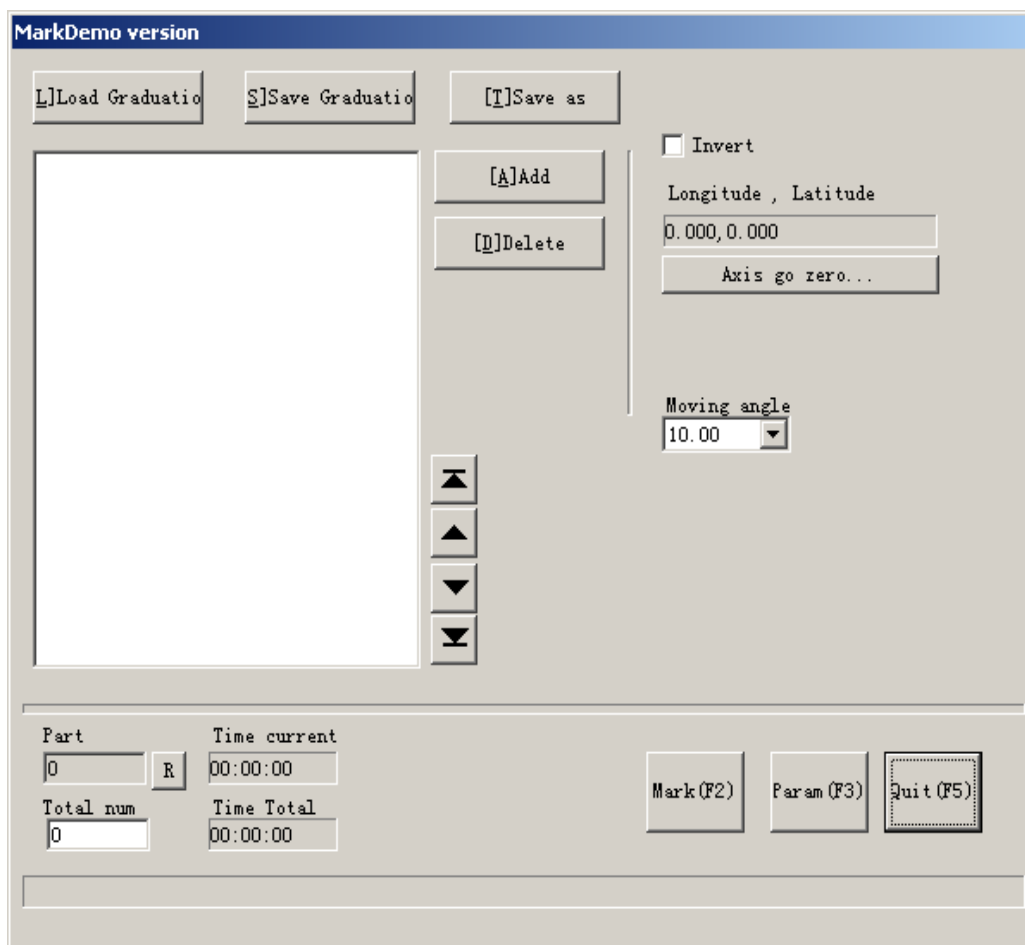 MarkDemo version
L]Load Graduatio
S]Save Graduatio
[T]Save as
Invert
[A]Add
Longitude , Latitude
0.000,0.000
[D]Delete
Axis go zero...
Moving angle
10.00
Part
Time current
0
R
00:00:00
Total num
Time Total
0
00:00:00
Mark(F2)
Param(F3)
Quit(F5)